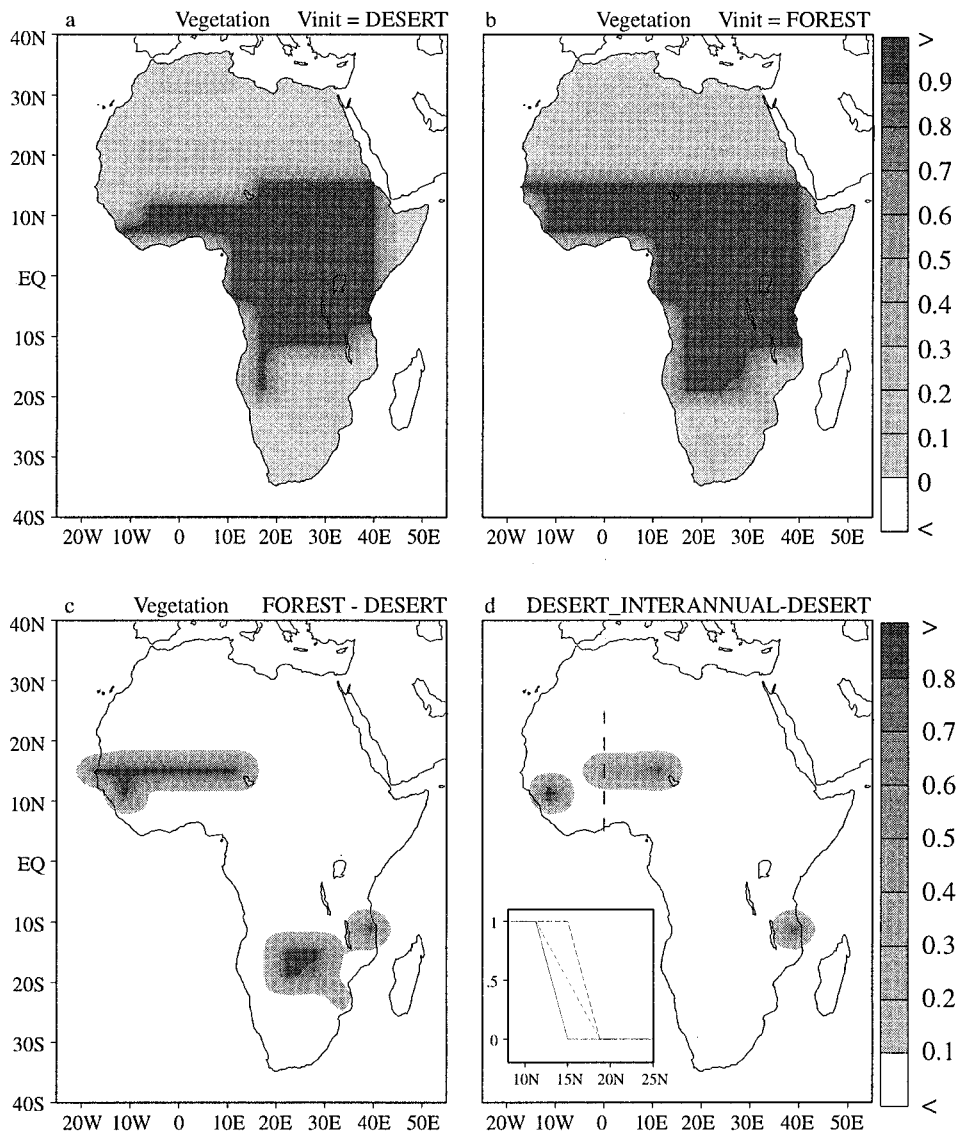 a Vegetation Vinit = DESERT
40N
30N
20N
10N
EQ
10S
20S
30S
40S
20W 10W 0 10E 20E 30E 40E 50E
b Vegetation Vinit = FOREST
20W 10W 0 10E 20E 30E 40E 50E
>
0.9
0.8
0.7
0.6
0.5
0.4
0.3
0.2
0.1
0
<
c Vegetation FOREST - DESERT
40N
30N
20N
10N
EQ
10S
20S
30S
40S
20W 10W 0 10E 20E 30E 40E 50E
d DESERT_INTERANNUAL-DESERT
1
.5
0
10N 15N 20N 25N
20W 10W 0 10E 20E 30E 40E 50E
>
0.8
0.7
0.6
0.5
0.4
0.3
0.2
0.1
<